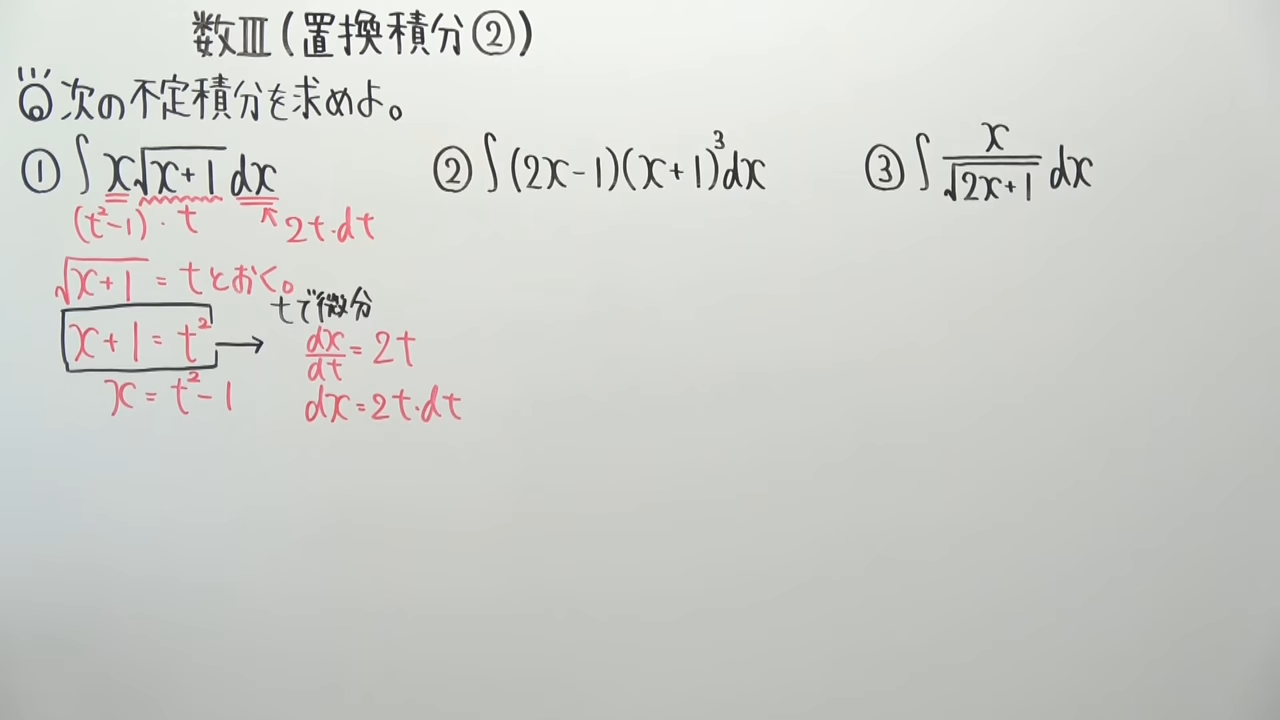 数Ⅲ(置換積分②)
次の不定積分を求めよ。
① ∫x√(x+1) dx
(t²-1)・t 2t・dt
√(x+1) = tとおく。
x+1=t²
x=t²-1
tで微分
dx/dt=2t
dx=2t・dt
② ∫(2x-1)(x+1)³dx
③ ∫ x/√(2x+1) dx